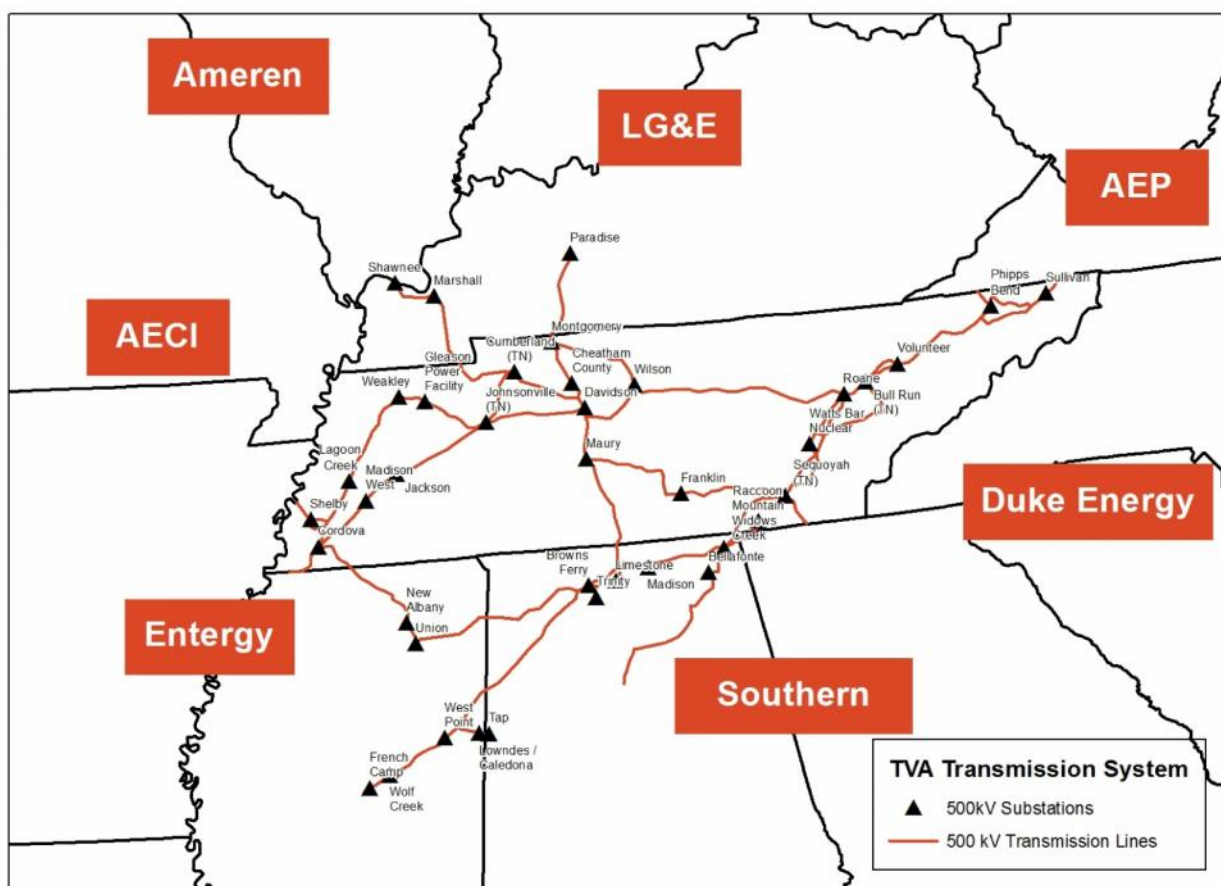 Ameren
LG&E
AEP
AECI
Duke Energy
Entergy
Southern
Paradise
Shawnee
Marshall
Phipps
Bend
Sullivan
Montgomery
Cumberland
(TN)
Cheatham
County
Wilson
Gleason
Power
Facility
Weakley
Johnsonville
(TN)
Davidson
Volunteer
Roane
Bull Run
(TN)
Watts Bar
Nuclear
Maury
Lagoon
Creek
Madison
West
Jackson
Franklin
Sequoyah
(TN)
Raccoon
Mountain
Widows
Creek
Shelby
Cordova
Browns
Ferry
Trinity
Limestone
Madison
Bellafonte
New
Albany
Union
West
Point
Tap
Lowndes /
Caledona
French
Camp
Wolf
Creek
TVA Transmission System
500kV Substations
500 kV Transmission Lines